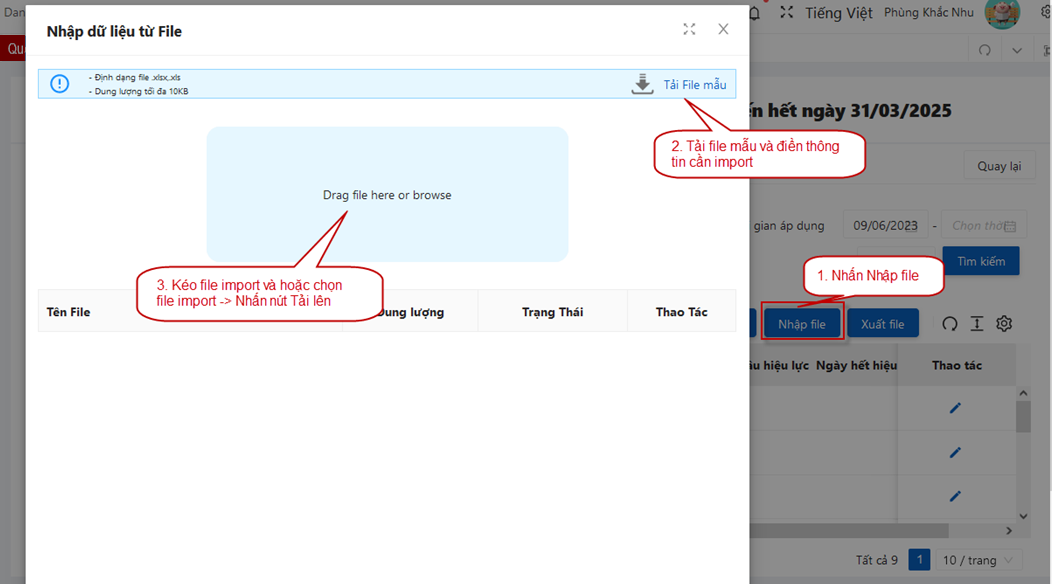 Dan
Tiếng Việt
Phùng Khắc Nhu
Nhập dữ liệu từ File
- Định dạng file .xlsx,.xls
- Dung lượng tối đa 10KB
Tải File mẫu
hết ngày 31/03/2025
2. Tải file mẫu và điền thông
tin cần import
Quay lại
Drag file here or browse
gian áp dụng
09/06/2023
-
Chọn thời
Tìm kiếm
1. Nhấn Nhập file
3. Kéo file import và hoặc chọn
file import -> Nhấn nút Tải lên
Tên File
Dung lượng
Trạng Thái
Thao Tác
Nhập file
Xuất file
hiệu lực
Ngày hết hiệu
Thao tác
Tất cả 9
1
10 / trang